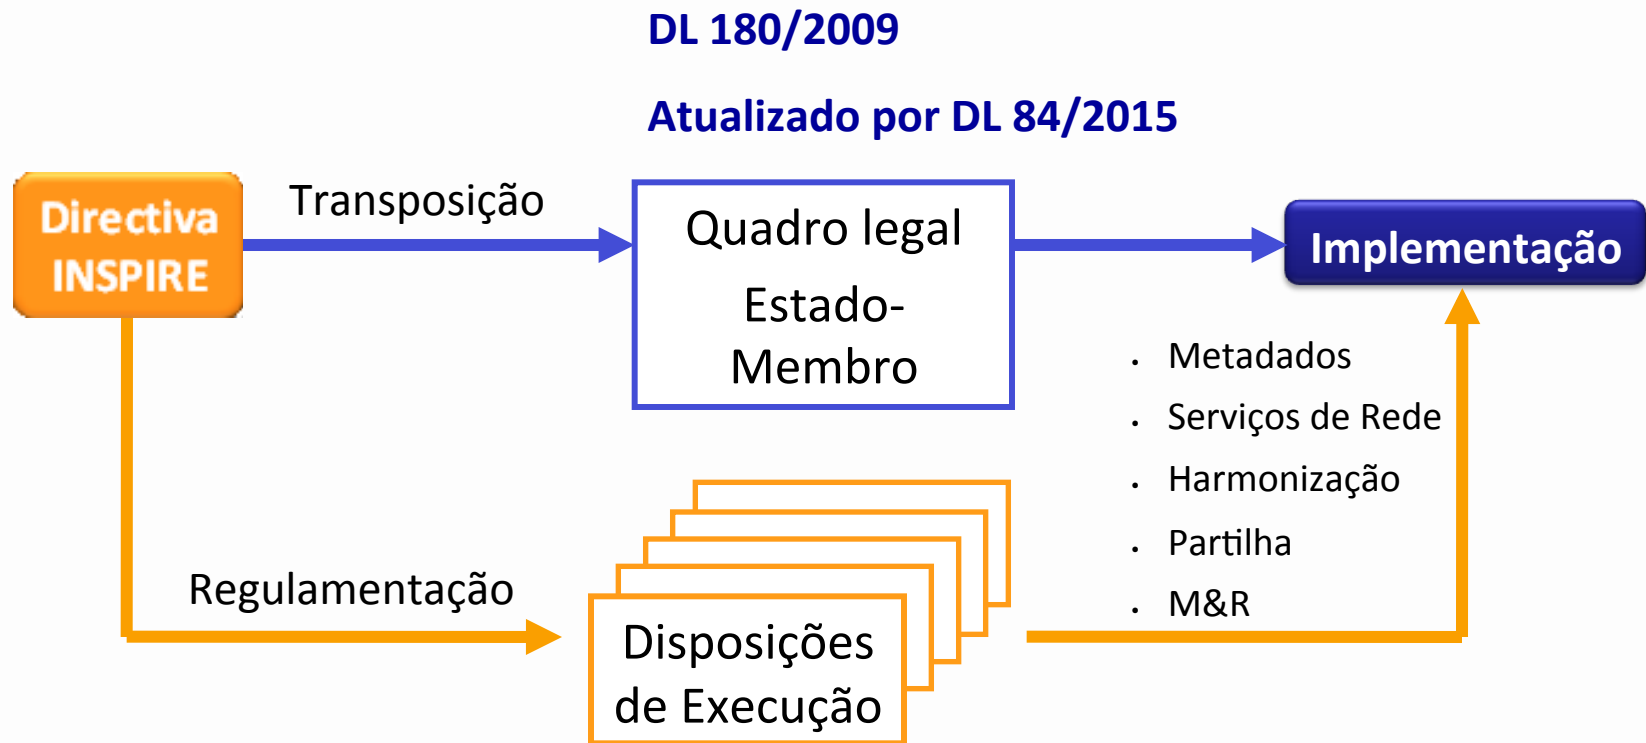 DL 180/2009
Atualizado por DL 84/2015
Directiva
INSPIRE
Transposição
Quadro legal
Estado-
Membro
Implementação
• Metadados
• Serviços de Rede
• Harmonização
• Partilha
• M&R
Regulamentação
Disposições
de Execução